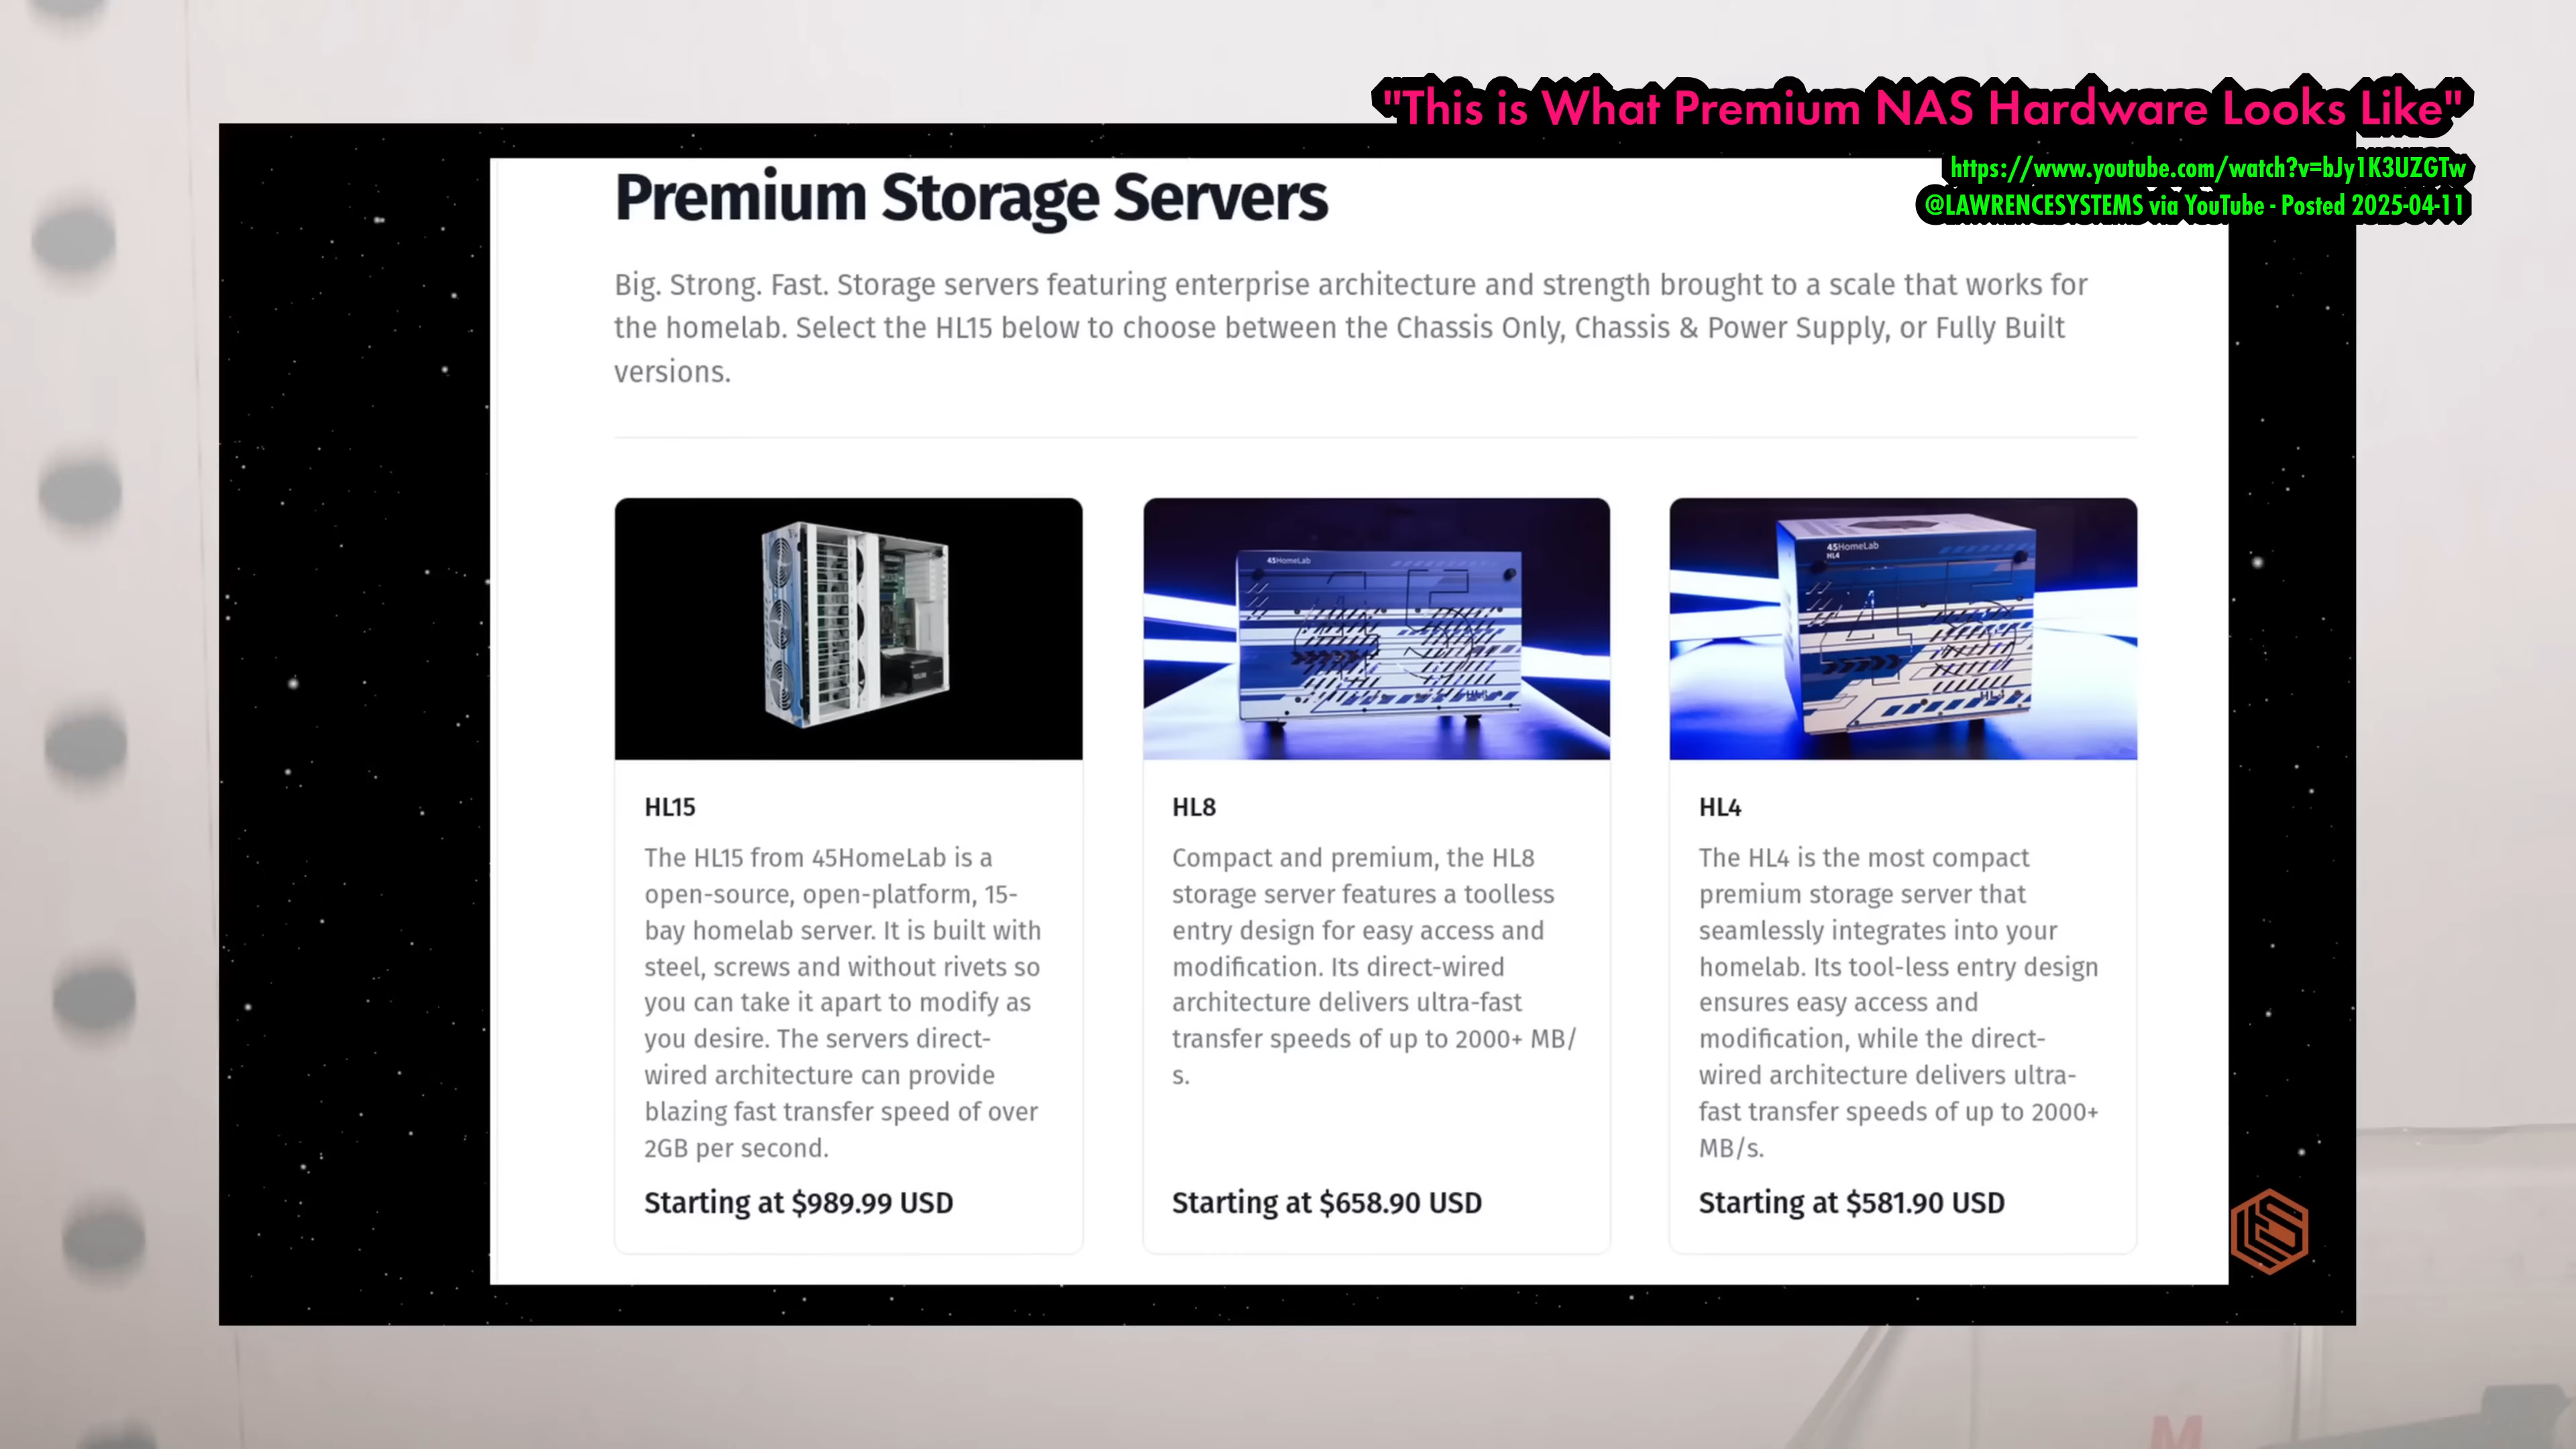 "This is What Premium NAS Hardware Looks Like"
https://www.youtube.com/watch?v=bJy1K3UZGTw
@LAWRENCESYSTEMS via YouTube - Posted 2025-04-11
Premium Storage Servers
Big. Strong. Fast. Storage servers featuring enterprise architecture and strength brought to a scale that works for
the homelab. Select the HL15 below to choose between the Chassis Only, Chassis & Power Supply, or Fully Built
versions.
45HomeLab
45HomeLab
HL4
HL4
HL15
The HL15 from 45HomeLab is a
open-source, open-platform, 15-
bay homelab server. It is built with
steel, screws and without rivets so
you can take it apart to modify as
you desire. The servers direct-
wired architecture can provide
blazing fast transfer speed of over
2GB per second.
Starting at $989.99 USD
HL8
Compact and premium, the HL8
storage server features a toolless
entry design for easy access and
modification. Its direct-wired
architecture delivers ultra-fast
transfer speeds of up to 2000+ MB/
s.
Starting at $658.90 USD
HL4
The HL4 is the most compact
premium storage server that
seamlessly integrates into your
homelab. Its tool-less entry design
ensures easy access and
modification, while the direct-
wired architecture delivers ultra-
fast transfer speeds of up to 2000+
MB/s.
Starting at $581.90 USD
M